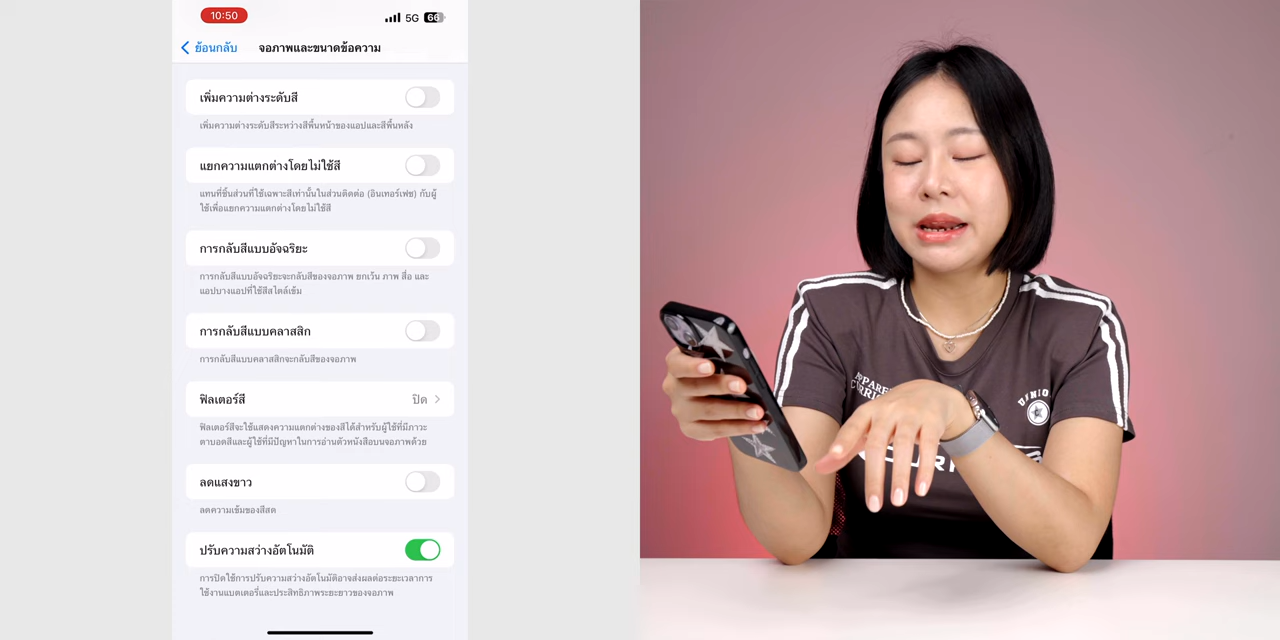 10:50
5G
66
ย้อนกลับ
จอภาพและขนาดข้อความ
เพิ่มความต่างระดับสี
เพิ่มความต่างระดับสีระหว่างสีพื้นหน้าของแอปและสีพื้นหลัง
แยกความแตกต่างโดยไม่ใช้สี
แทนที่ชิ้นส่วนที่ใช้เฉพาะสีเท่านั้นในส่วนติดต่อ (อินเทอร์เฟซ) กับผู้
ใช้เพื่อแยกความแตกต่างโดยไม่ใช้สี
การกลับสีแบบอัจฉริยะ
การกลับสีแบบอัจฉริยะจะกลับสีของจอภาพ ยกเว้น ภาพ สื่อ และ
แอปบางแอปที่ใช้สีสไตล์เข้ม
การกลับสีแบบคลาสสิก
การกลับสีแบบคลาสสิกจะกลับสีของจอภาพ
ฟิลเตอร์สี
ปิด
ฟิลเตอร์สีจะใช้แสดงความแตกต่างของสีได้สำหรับผู้ใช้ที่มีภาวะ
ตาบอดสีและผู้ใช้ที่มีปัญหาในการอ่านตัวหนังสือบนจอภาพด้วย
ลดแสงขาว
ลดความเข้มของสีสด
ปรับความสว่างอัตโนมัติ
การปิดใช้การปรับความสว่างอัตโนมัติอาจส่งผลต่อระยะเวลาการ
ใช้งานแบตเตอรี่และประสิทธิภาพระยะยาวของจอภาพ